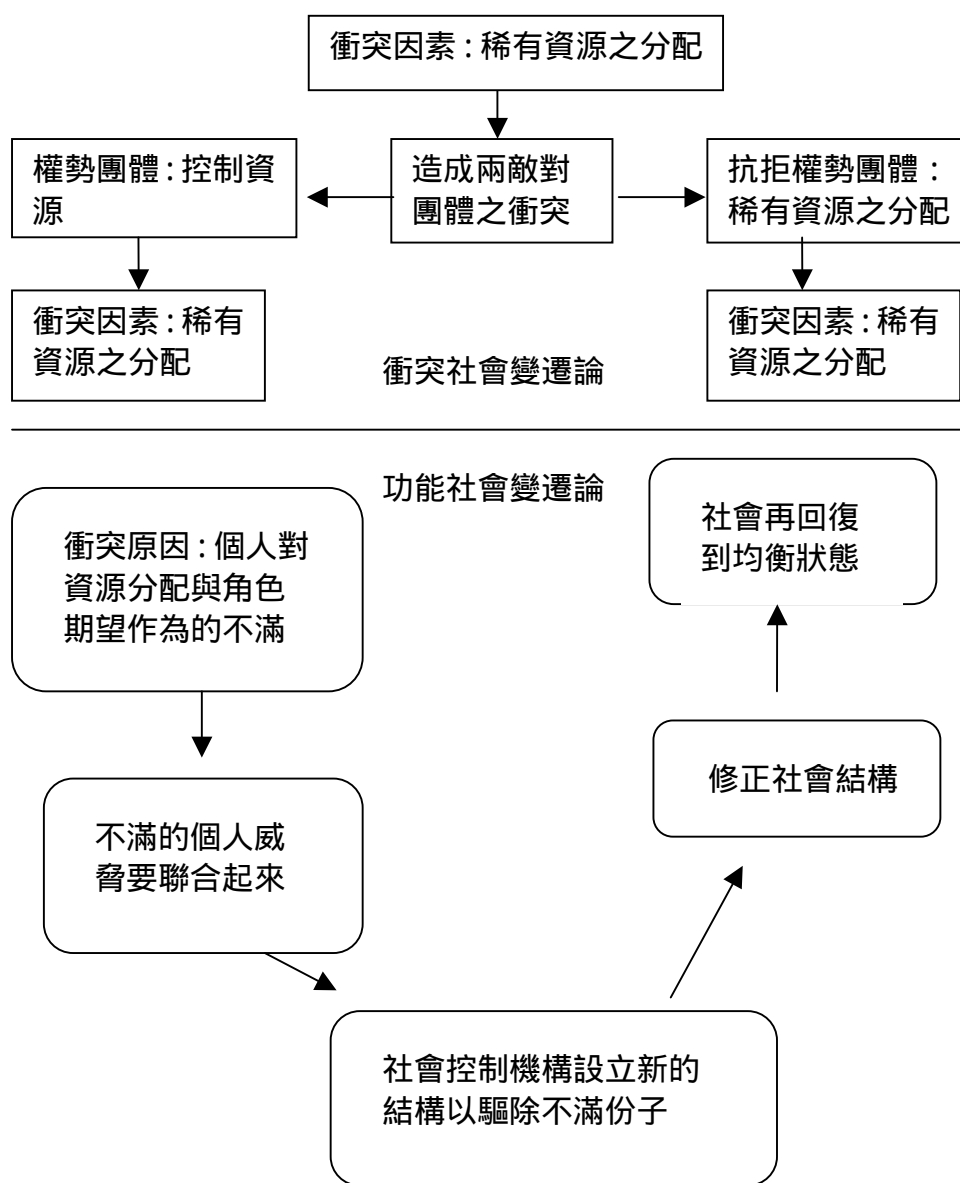 衝突因素：稀有資源之分配
權勢團體：控制資
源
造成兩敵對
團體之衝突
抗拒權勢團體：
稀有資源之分配
衝突因素：稀有
資源之分配
衝突社會變遷論
衝突因素：稀有
資源之分配
功能社會變遷論
衝突原因：個人對
資源分配與角色
期望作為的不滿
社會再回復
到均衡狀態
不滿的個人威
脅要聯合起來
修正社會結構
社會控制機構設立新的
結構以驅除不滿份子